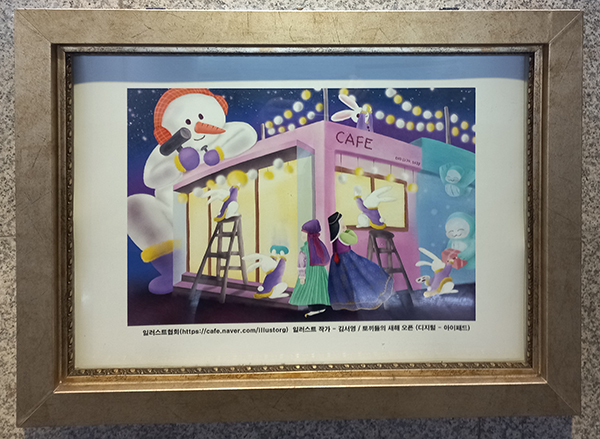 CAFE
일러스트협회(https://cafe.naver.com/illustorg) 일러스트 작가 - 김서영 / 토끼들의 새해 오픈 (디지털 - 아이패드)